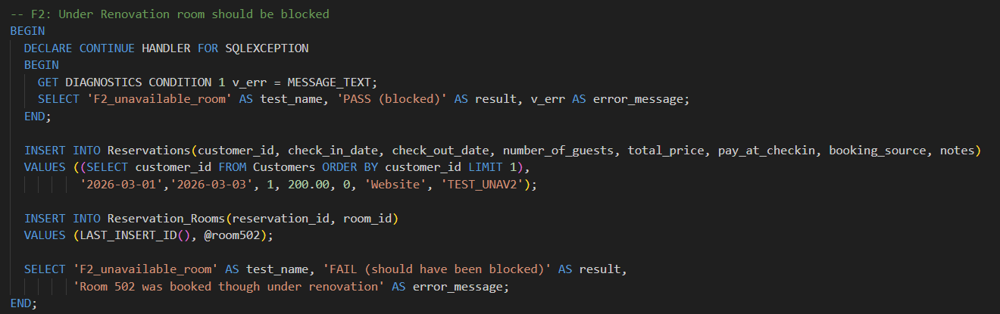 -- F2: Under Renovation room should be blocked
BEGIN
  DECLARE CONTINUE HANDLER FOR SQLEXCEPTION
  BEGIN
    GET DIAGNOSTICS CONDITION 1 v_err = MESSAGE_TEXT;
    SELECT 'F2_unavailable_room' AS test_name, 'PASS (blocked)' AS result, v_err AS error_message;
  END;

  INSERT INTO Reservations(customer_id, check_in_date, check_out_date, number_of_guests, total_price, pay_at_checkin, booking_source, notes)
  VALUES ((SELECT customer_id FROM Customers ORDER BY customer_id LIMIT 1),
          '2026-03-01','2026-03-03', 1, 200.00, 0, 'Website', 'TEST_UNAV2');

  INSERT INTO Reservation_Rooms(reservation_id, room_id)
  VALUES (LAST_INSERT_ID(), @room502);

  SELECT 'F2_unavailable_room' AS test_name, 'FAIL (should have been blocked)' AS result,
         'Room 502 was booked though under renovation' AS error_message;
END;